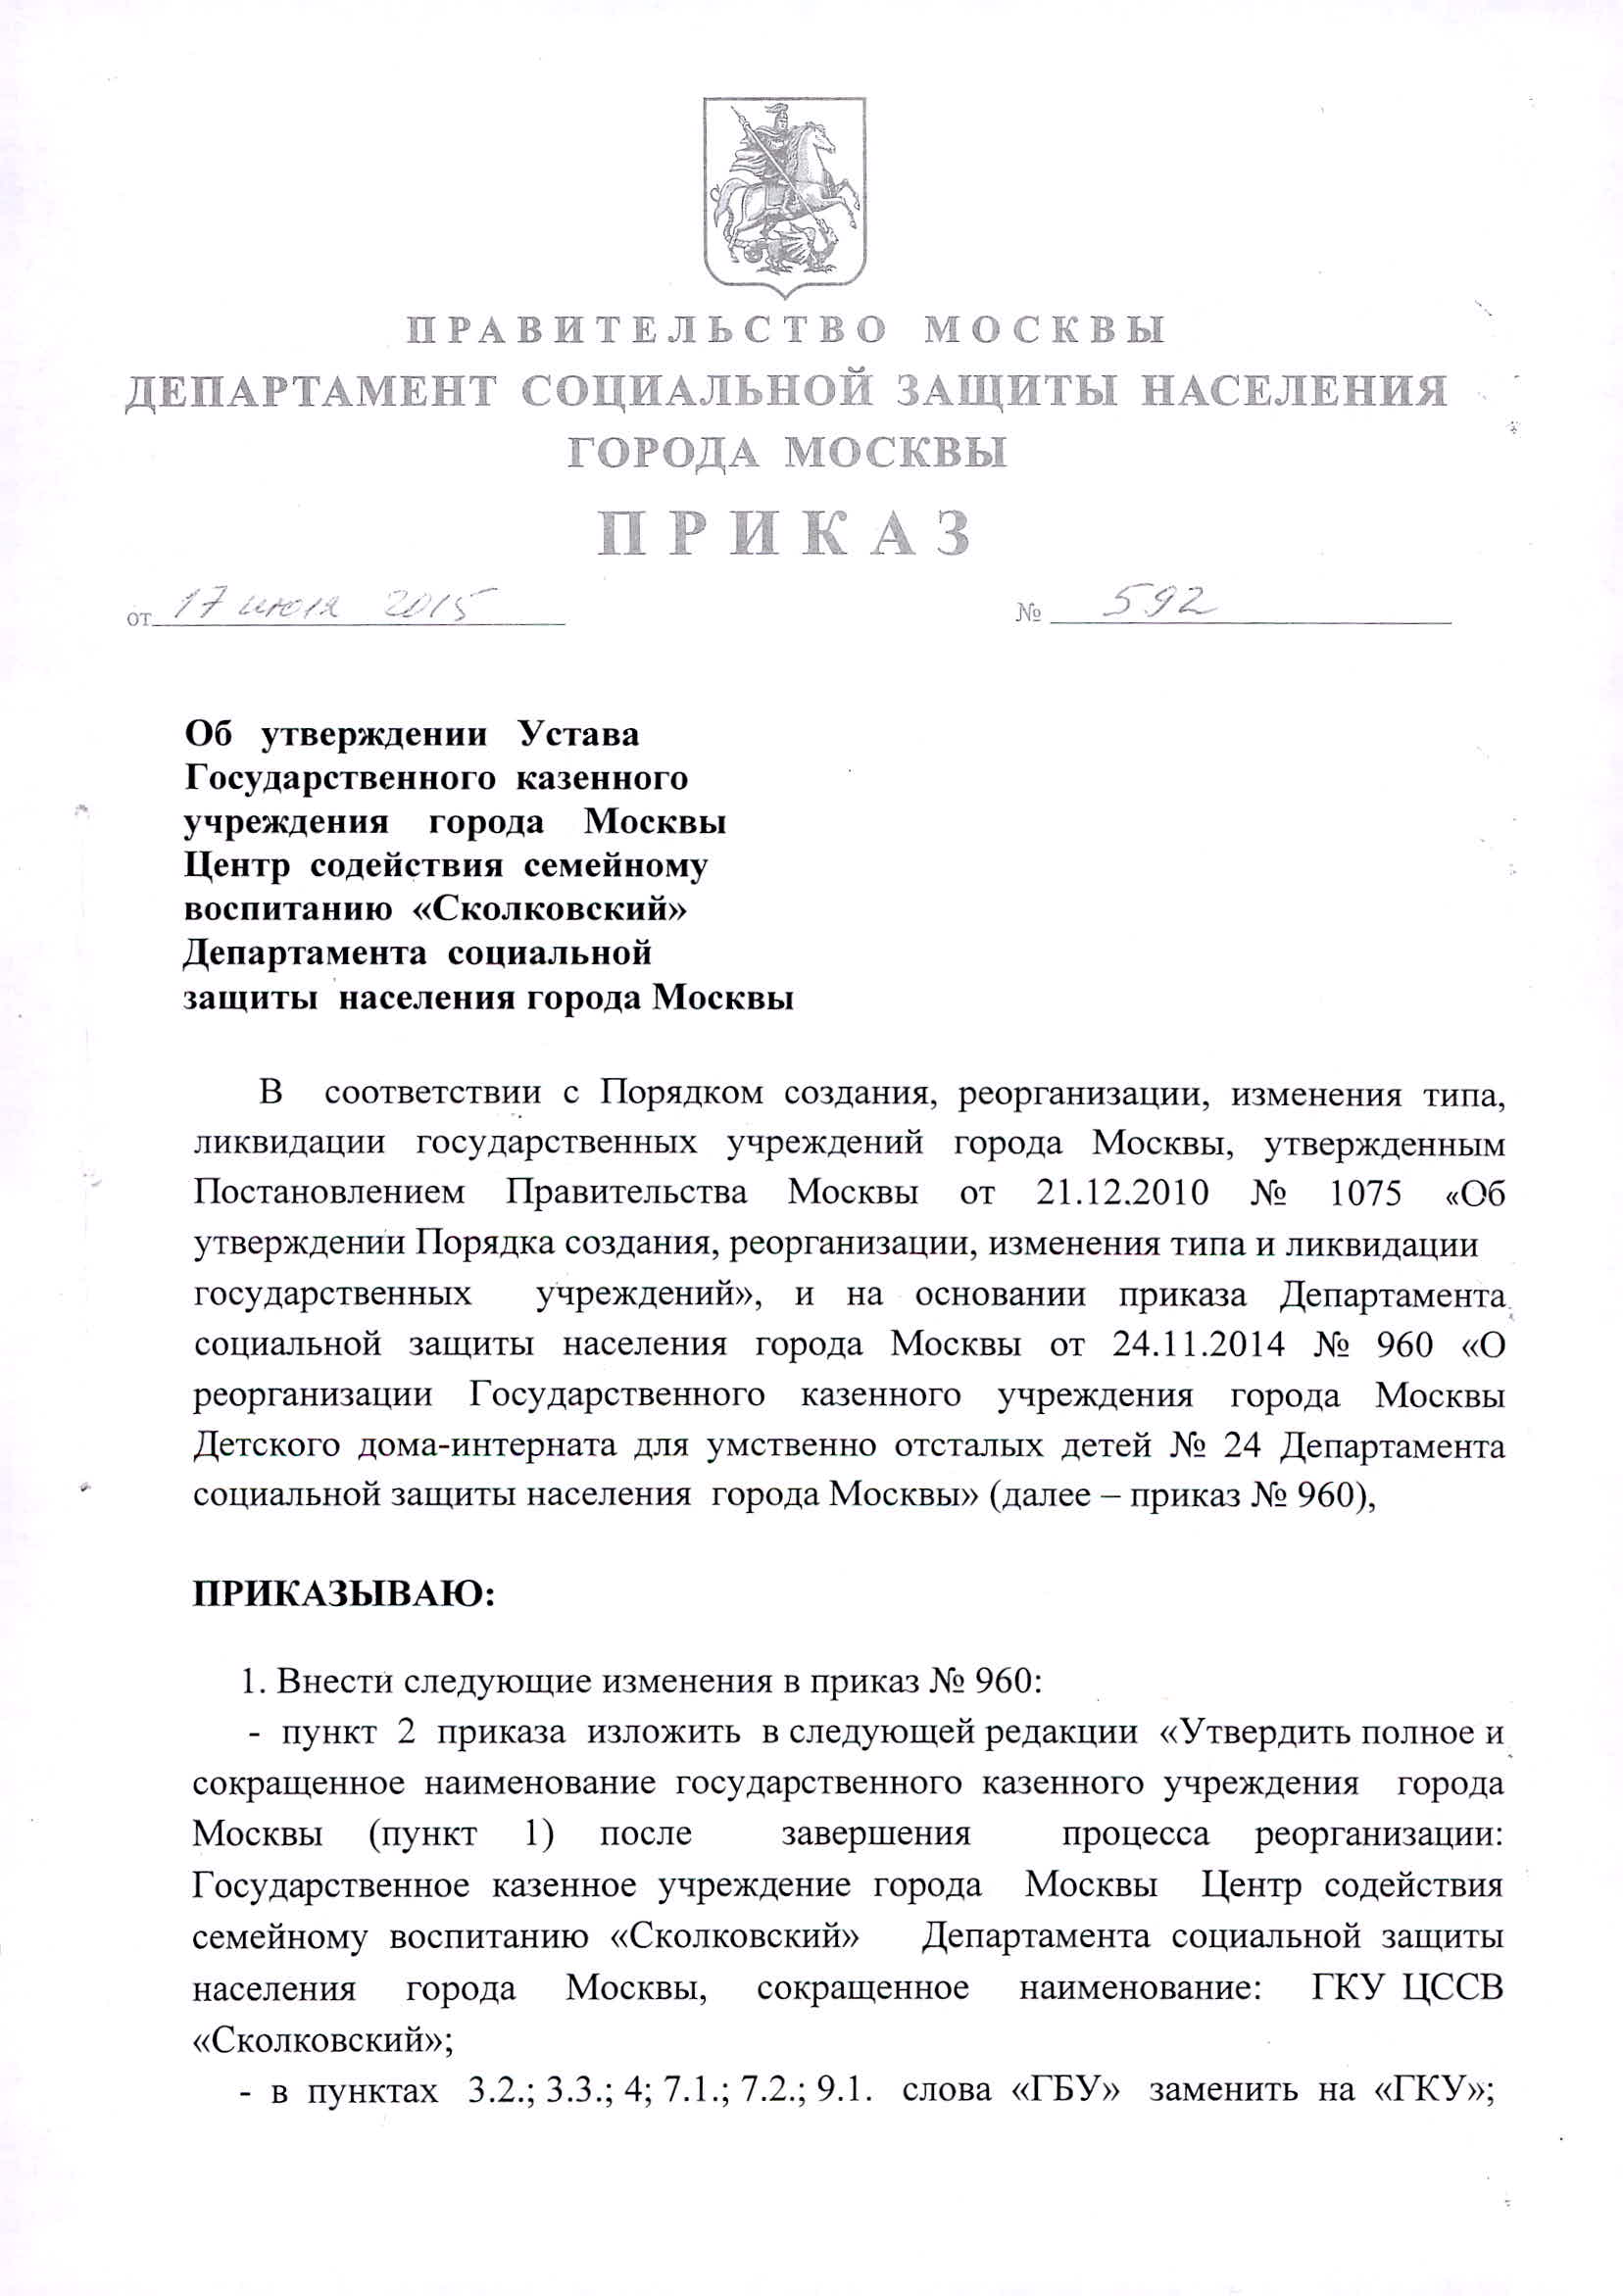 ПРАВИТЕЛЬСТВО МОСКВЫ
ДЕПАРТАМЕНТ СОЦИАЛЬНОЙ ЗАЩИТЫ НАСЕЛЕНИЯ
ГОРОДА МОСКВЫ
ПРИКАЗ
от 17 июля 2015 № 592
Об утверждении Устава
Государственного казенного
учреждения города Москвы
Центр содействия семейному
воспитанию «Сколковский»
Департамента социальной
защиты населения города Москвы
В соответствии с Порядком создания, реорганизации, изменения типа,
ликвидации государственных учреждений города Москвы, утвержденным
Постановлением Правительства Москвы от 21.12.2010 № 1075 «Об
утверждении Порядка создания, реорганизации, изменения типа и ликвидации
государственных учреждений», и на основании приказа Департамента
социальной защиты населения города Москвы от 24.11.2014 № 960 «О
реорганизации Государственного казенного учреждения города Москвы
Детского дома-интерната для умственно отсталых детей № 24 Департамента
социальной защиты населения города Москвы» (далее – приказ № 960),
ПРИКАЗЫВАЮ:
1. Внести следующие изменения в приказ № 960:
- пункт 2 приказа изложить в следующей редакции «Утвердить полное и
сокращенное наименование государственного казенного учреждения города
Москвы (пункт 1) после завершения процесса реорганизации:
Государственное казенное учреждение города Москвы Центр содействия
семейному воспитанию «Сколковский» Департамента социальной защиты
населения города Москвы, сокращенное наименование: ГКУ ЦССВ
«Сколковский»;
- в пунктах 3.2.; 3.3.; 4; 7.1.; 7.2.; 9.1. слова «ГБУ» заменить на «ГКУ»;